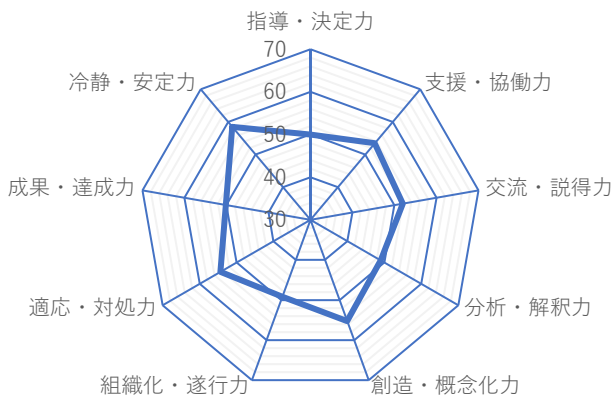 指導・決定力
70
冷静・安定力
支援・協働力
60
50
成果・達成力
40
交流・説得力
30
適応・対処力
分析・解釈力
組織化・遂行力
創造・概念化力